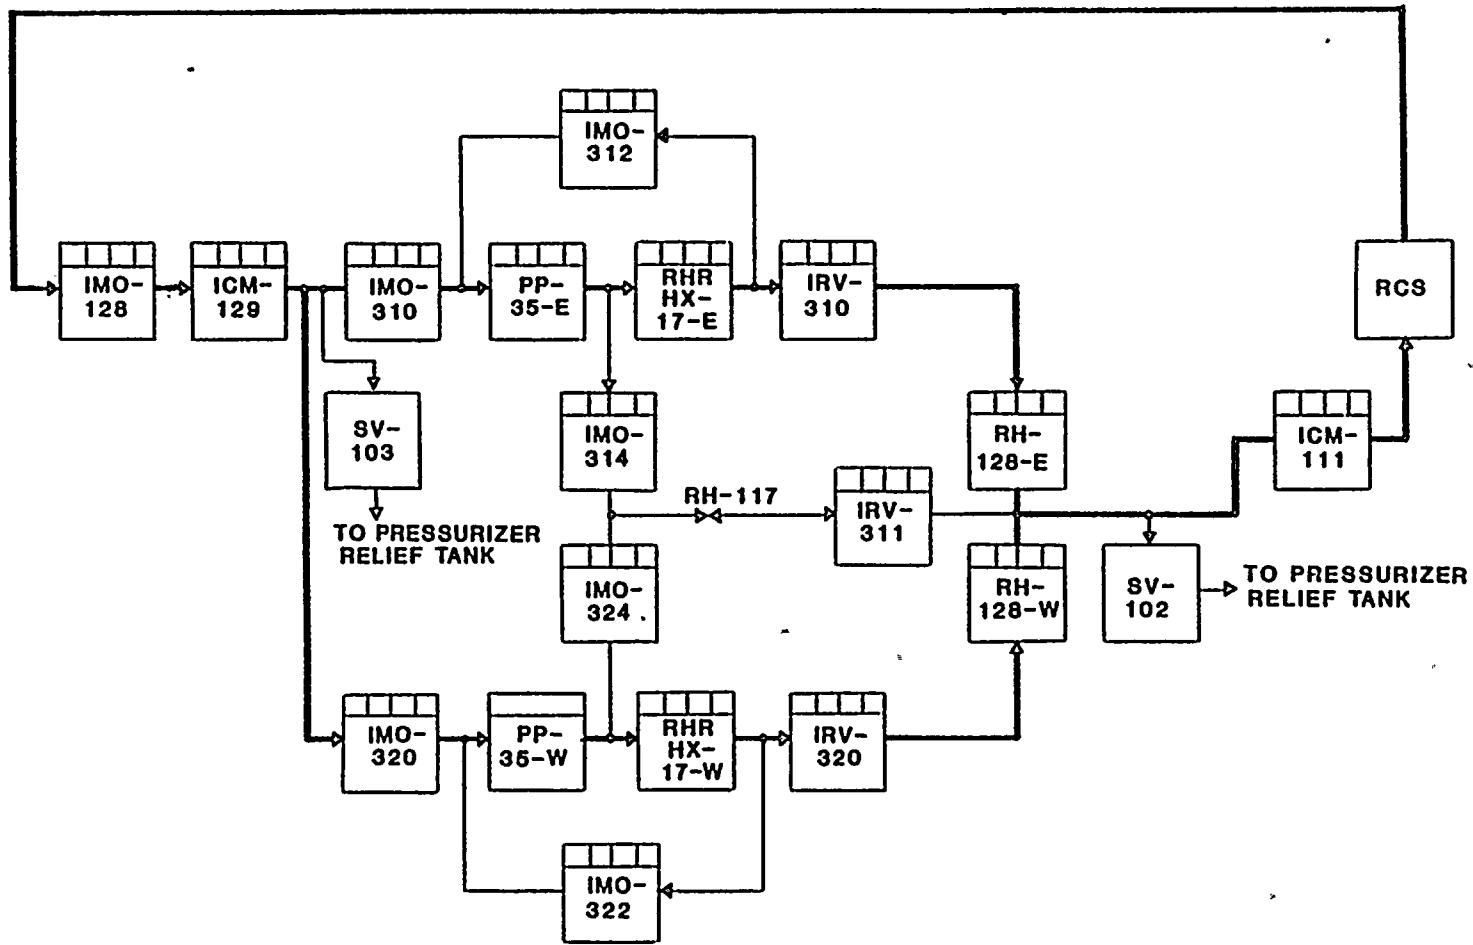 IMO-
312
IMO-
128
ICM-
129
IMO-
310
PP-
35-E
RHR
HX-
17-E
IRV-
310
RCS
SV-
103
IMO-
314
RH-
128-E
ICM-
111
RH-117
IRV-
311
TO PRESSURIZER
RELIEF TANK
IMO-
324
RH-
128-W
SV-
102
TO PRESSURIZER
RELIEF TANK
IMO-
320
PP-
35-W
RHR
HX-
17-W
IRV-
320
IMO-
322